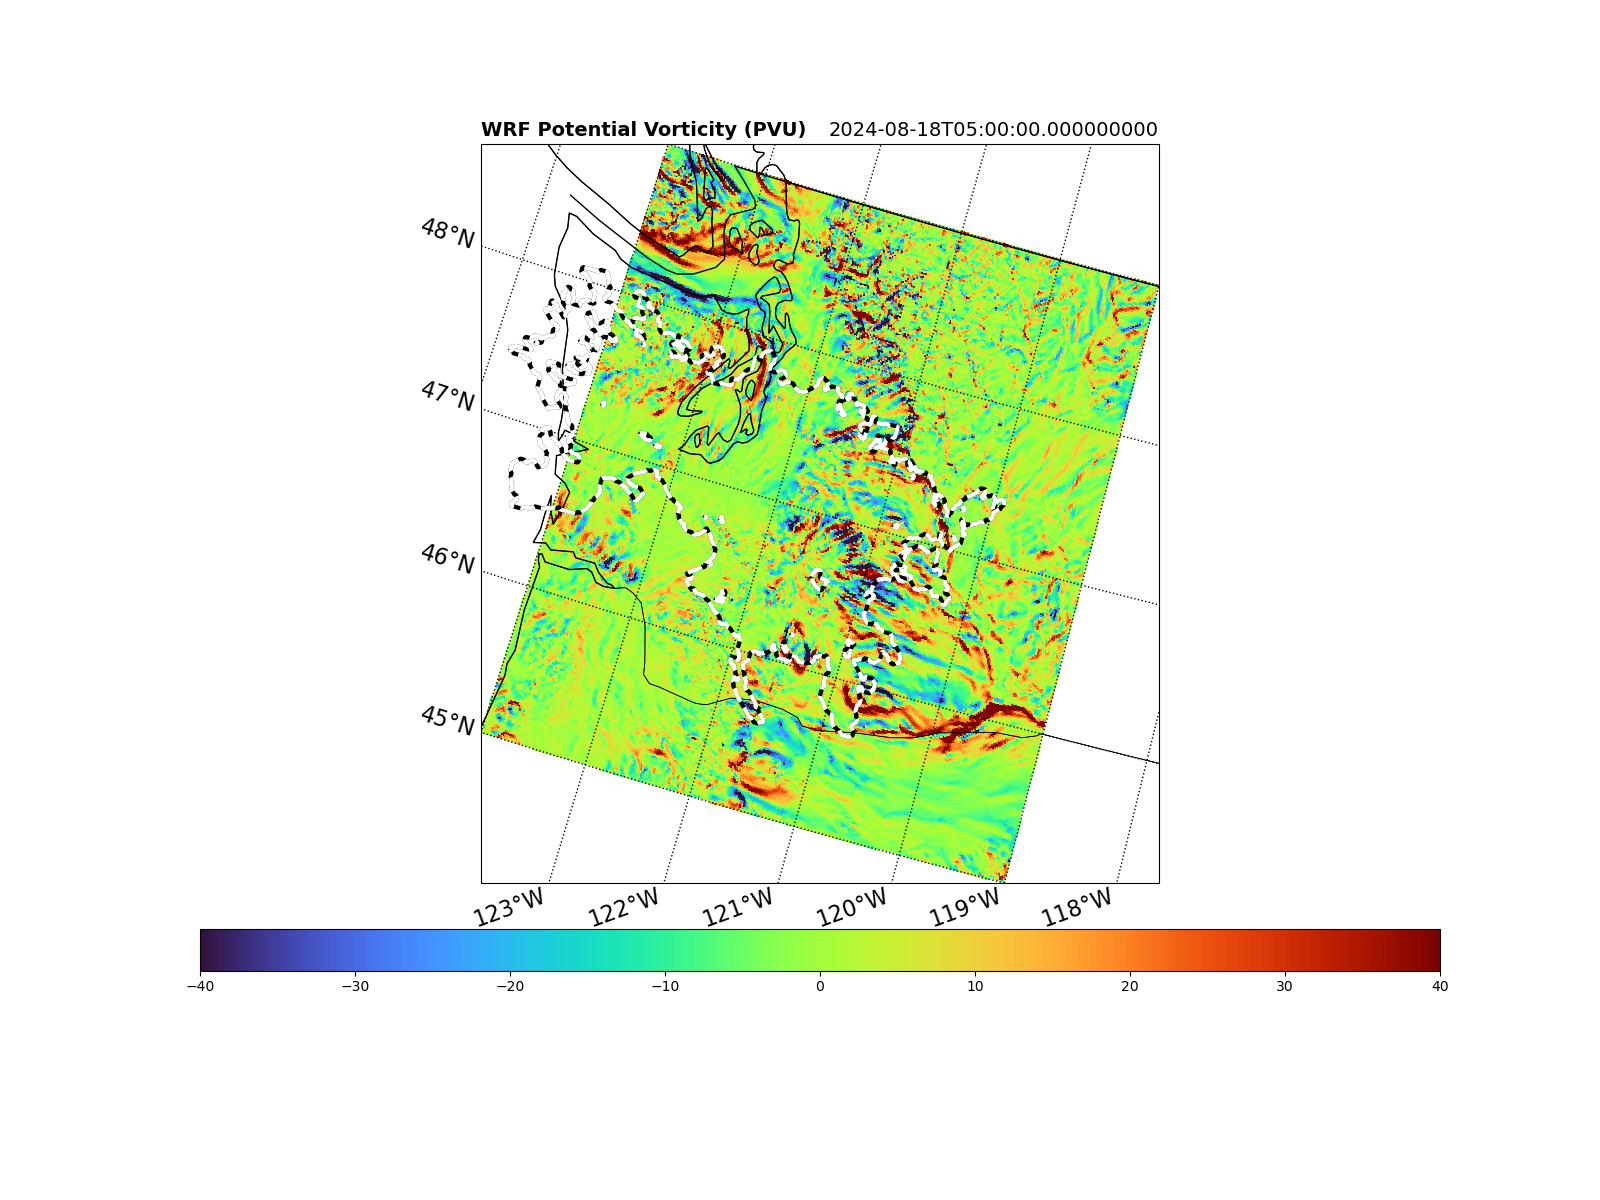 WRF Potential Vorticity (PVU) 2024-08-18T05:00:00.000000000
48°N
47°N
46°N
45°N
123°W 122°W 121°W 120°W 119°W 118°W
−40 −30 −20 −10 0 10 20 30 40